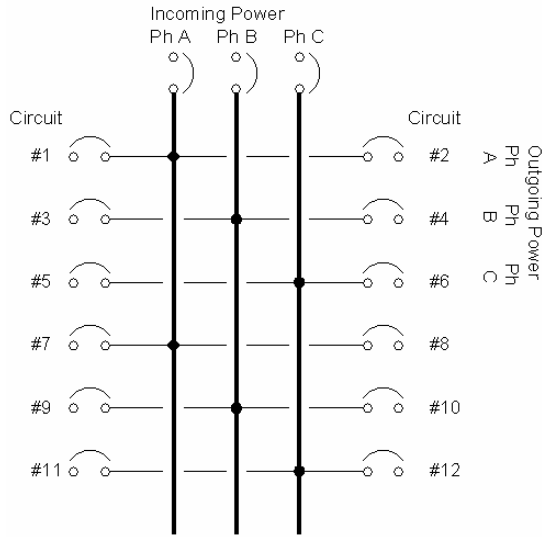 Incoming Power
Ph A Ph B Ph C
Circuit Circuit
#1 #2
#3 #4
#5 #6
#7 #8
#9 #10
#11 #12
Outgoing Power
Ph Ph Ph
A B C